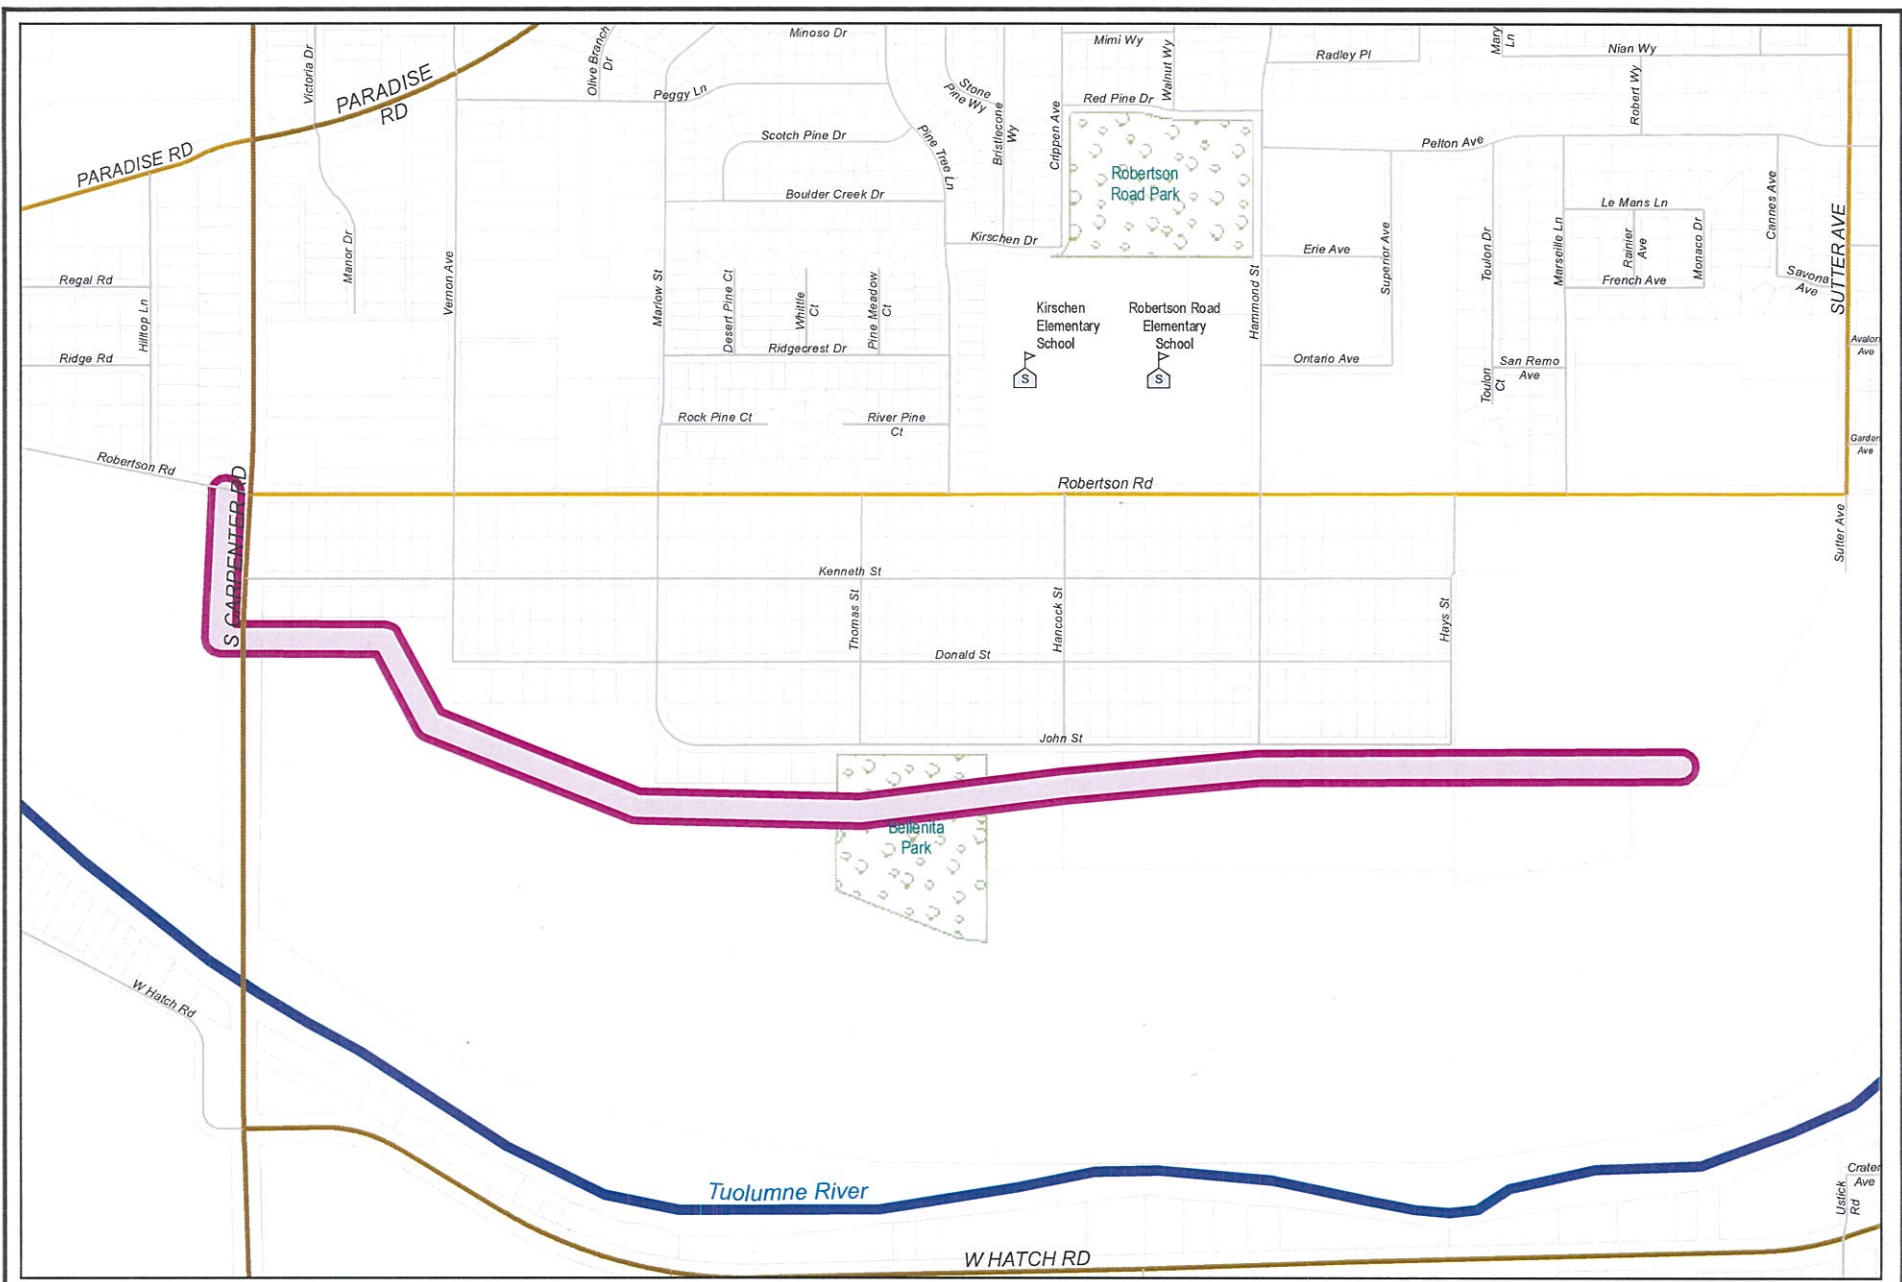 Minoso Dr
Mimi Wy
Mary
Ln
Nian Wy
Radley Pl
Victoria Dr
Olive Branch
Dr
Walnut Wy
PARADISE
RD
Peggy Ln
Stone
Pine Wy
Red Pine Dr
Robert Wy
Scotch Pine Dr
Pine Tree Ln
Bristlecone
Wy
Crippen Ave
Pelton Ave
PARADISE RD
Robertson
Road Park
Boulder Creek Dr
Le Mans Ln
Cannes Ave
Kirschen Dr
Erie Ave
Superior Ave
Toulon Dr
Marseille Ln
Rainier
Ave
Monaco Dr
SUTTER AVE
Manor Dr
Vernon Ave
Regal Rd
Hilltop Ln
Marlow St
Desert Pine Ct
Whittle
Ct
Pine Meadow
Ct
Hammond St
French Ave
Savona
Ave
Kirschen
Elementary
School
Robertson Road
Elementary
School
Avalon
Ave
Ridge Rd
Ridgecrest Dr
Ontario Ave
San Remo
Ave
Toulon
Ct
S
S
Rock Pine Ct
River Pine
Ct
Garden
Ave
Robertson Rd
Robertson Rd
S CARPENTER RD
Sutter Ave
Kenneth St
Thomas St
Hancock St
Hays St
Donald St
John St
Bellenita
Park
W Hatch Rd
Tuolumne River
Crater
Ave
Ustick
Rd
W HATCH RD